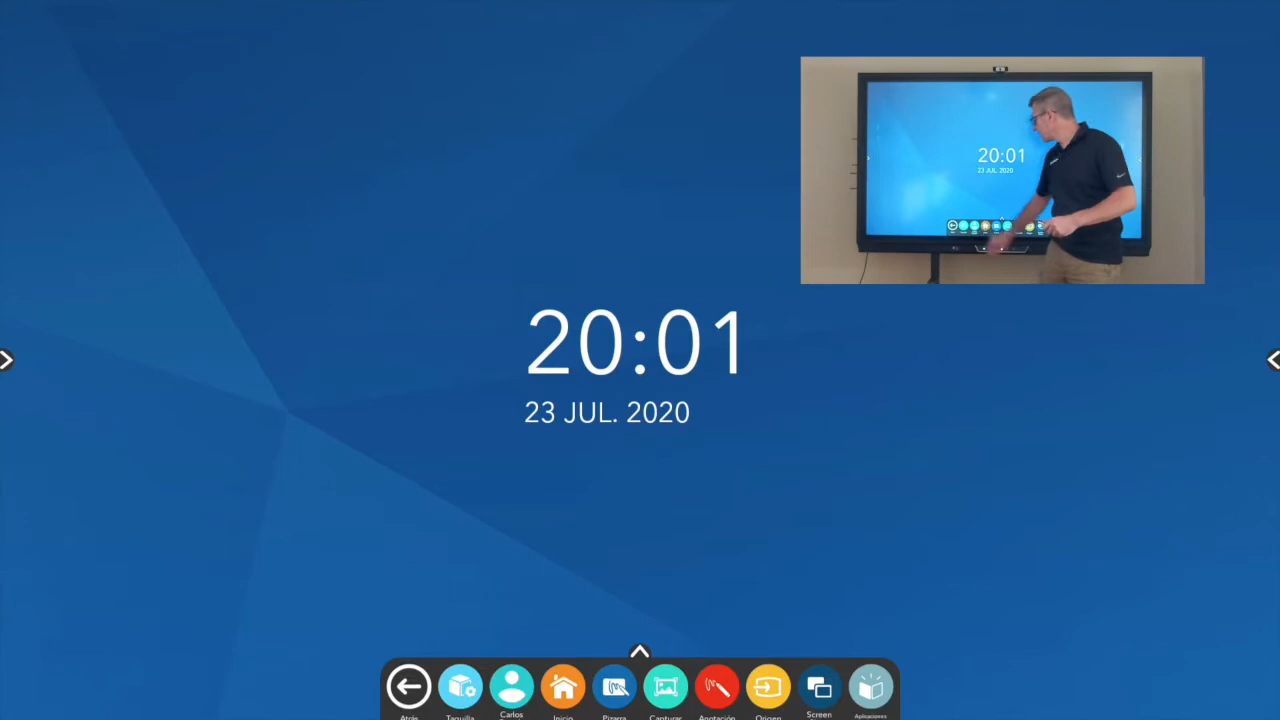 20:01
23 JUL. 2020
20:01
23 JUL. 2020
Atrás
Taquilla
Carlos
Inicio
Pizarra
Capturar
Anotación
Origen
Screen
Aplicaciones